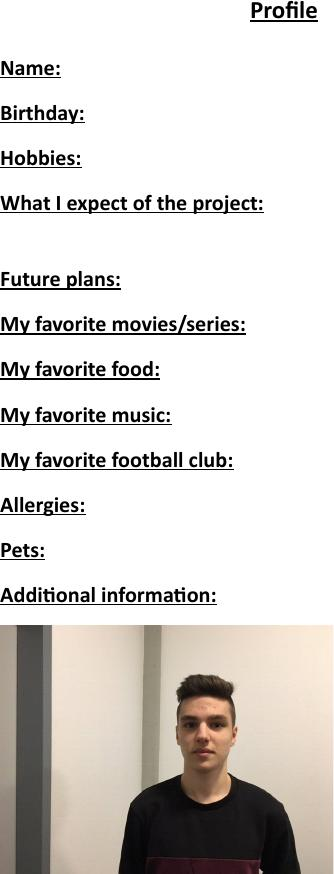 Profile
Name:
Birthday:
Hobbies:
What I expect of the project:
Future plans:
My favorite movies/series:
My favorite food:
My favorite music:
My favorite football club:
Allergies:
Pets:
Additional information: